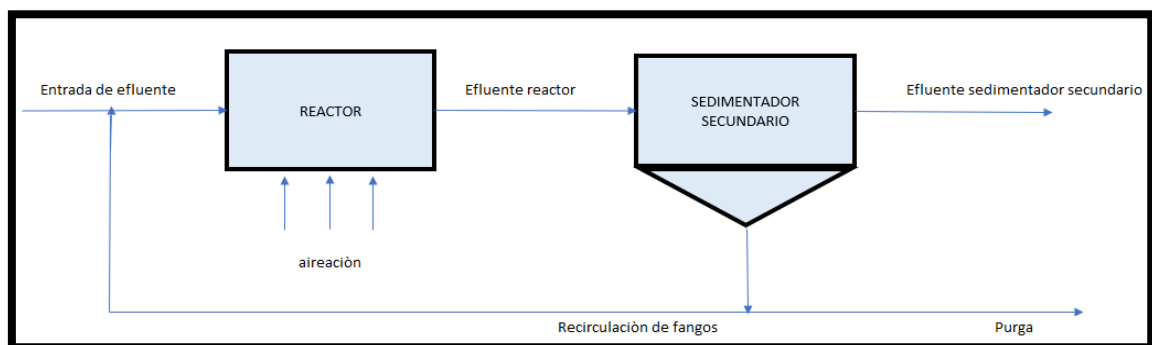 Entrada de efluente
REACTOR
Efluente reactor
SEDIMENTADOR
SECUNDARIO
Efluente sedimentador secundario
aireaciòn
Recirculaciòn de fangos
Purga